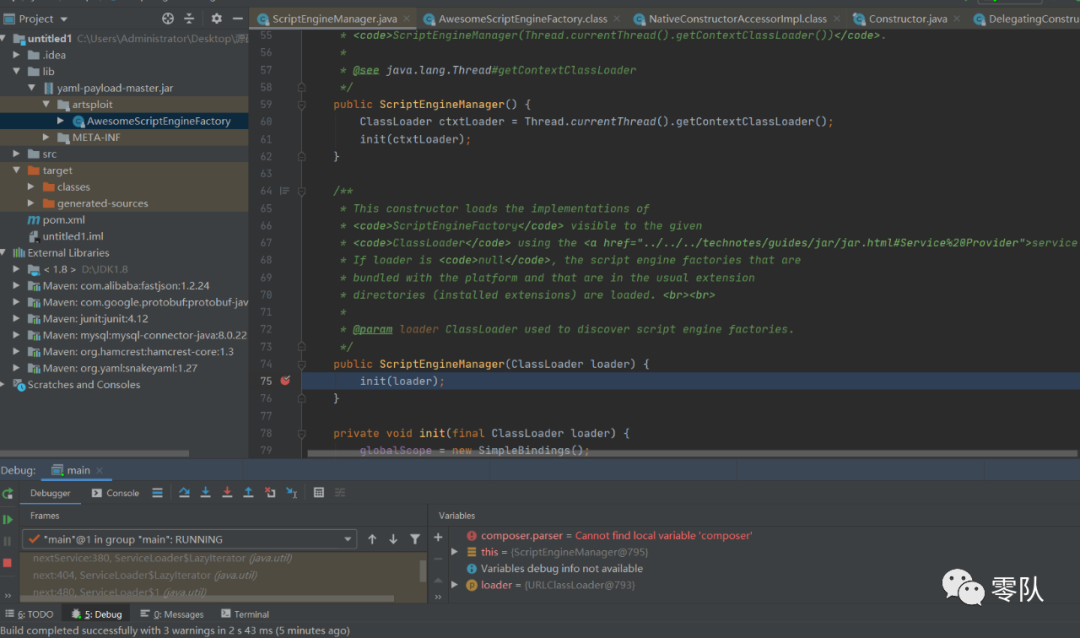 Project
ScriptEngineManager.java
AwesomeScriptEngineFactory.class
NativeConstructorAccessorImpl.class
Constructor.java
DelegatingConstru
untitled1 C:\Users\Administrator\Desktop\
.idea
lib
yaml-payload-master.jar
artsploit
AwesomeScriptEngineFactory
META-INF
src
target
classes
generated-sources
pom.xml
untitled1.iml
External Libraries
< 1.8 > D:\JDK1.8
Maven: com.alibaba:fastjson:1.2.24
Maven: com.google.protobuf:protobuf-jav
Maven: junit:junit:4.12
Maven: mysql:mysql-connector-java:8.0.22
Maven: org.hamcrest:hamcrest-core:1.3
Maven: org.yaml:snakeyaml:1.27
Scratches and Consoles
55 * <code>ScriptEngineManager(Thread.currentThread().getContextClassLoader())</code>.
56 *
57 * @see java.lang.Thread#getContextClassLoader
58 */
59 public ScriptEngineManager() {
60 ClassLoader ctxtLoader = Thread.currentThread().getContextClassLoader();
61 init(ctxtLoader);
62 }
63
64 /**
65 * This constructor loads the implementations of
66 * <code>ScriptEngineFactory</code> visible to the given
67 * <code>ClassLoader</code> using the <a href="../../../technotes/guides/jar/jar.html#Service%20Provider">service
68 * If loader is <code>null</code>, the script engine factories that are
69 * bundled with the platform and that are in the usual extension
70 * directories (installed extensions) are loaded. <br><br>
71 *
72 * @param loader ClassLoader used to discover script engine factories.
73 */
74 public ScriptEngineManager(ClassLoader loader) {
75 init(loader);
76 }
77
78 private void init(final ClassLoader loader) {
79 globalScope = new SimpleBindings();
Debug: main
Debugger Console
Frames
"main"@1 in group "main": RUNNING
nextService:380, ServiceLoader$LazyIterator (java.util)
next:404, ServiceLoader$LazyIterator (java.util)
next:480, ServiceLoader$1 (java.util)
Variables
composer.parser = Cannot find local variable 'composer'
this = {ScriptEngineManager@795}
Variables debug info not available
loader = {URLClassLoader@793}
零队
6: TODO 5: Debug 0: Messages Terminal
Build completed successfully with 3 warnings in 2 s 43 ms (5 minutes ago)